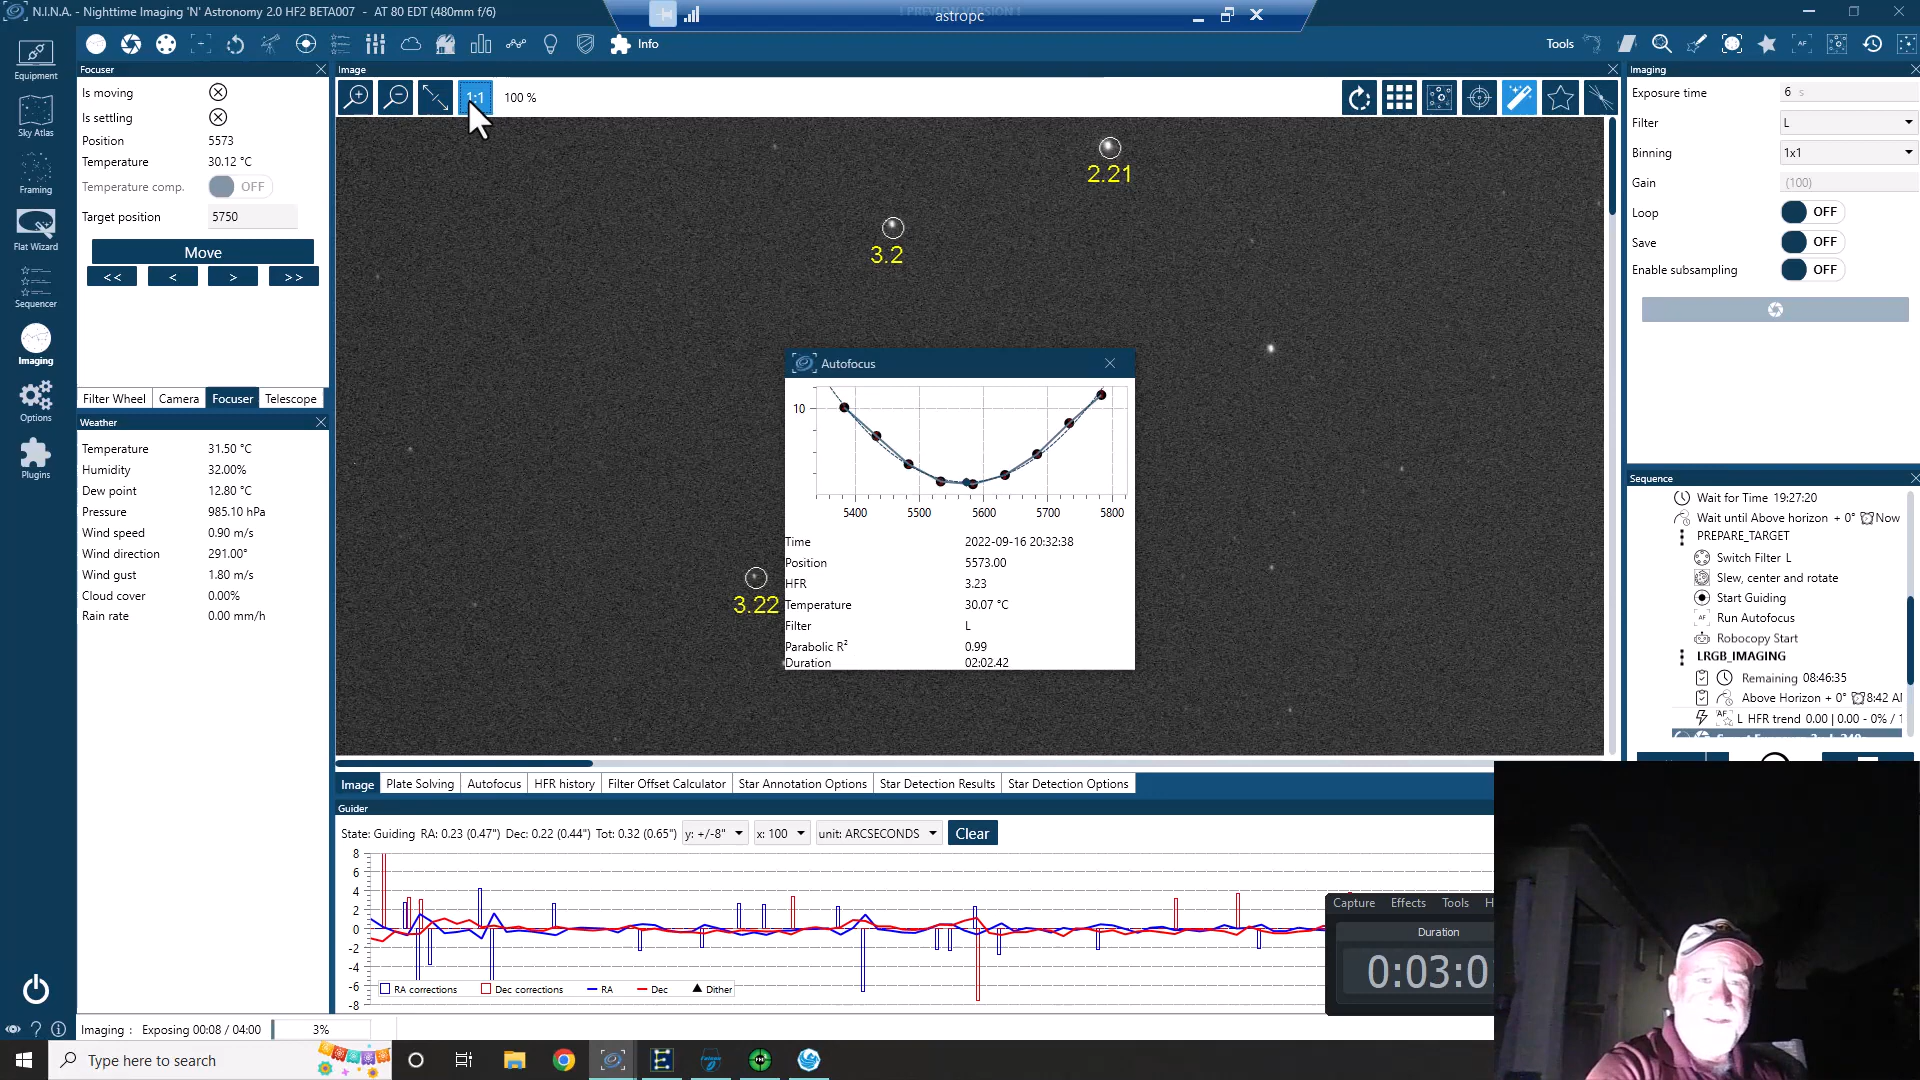 N.I.N.A. - Nighttime Imaging 'N' Astronomy 2.0 HF2 BETA007 - AT 80 EDT (480mm f/6)
astropc
Info
Tools
Equipment
Sky Atlas
Framing
Flat Wizard
Sequencer
Imaging
Options
Plugins
Focuser
Is moving
Is settling
Position 5573
Temperature 30.12 °C
Temperature comp. OFF
Target position 5750
Move
<< < > >>
Filter Wheel Camera Focuser Telescope
Weather
Temperature 31.50 °C
Humidity 32.00%
Dew point 12.80 °C
Pressure 985.10 hPa
Wind speed 0.90 m/s
Wind direction 291.00°
Wind gust 1.80 m/s
Cloud cover 0.00%
Rain rate 0.00 mm/h
Image
1:1 100 %
2.21
3.2
3.22
Autofocus
10
5400 5500 5600 5700 5800
Time 2022-09-16 20:32:38
Position 5573.00
HFR 3.23
Temperature 30.07 °C
Filter L
Parabolic R² 0.99
Duration 02:02.42
Image Plate Solving Autofocus HFR history Filter Offset Calculator Star Annotation Options Star Detection Results Star Detection Options
Guider
State: Guiding RA: 0.23 (0.47") Dec: 0.22 (0.44") Tot: 0.32 (0.65") y: +/-8" x: 100 unit: ARCSECONDS Clear
8
6
4
2
0
-2
-4
-6
-8
RA corrections Dec corrections RA Dec Dither
Imaging : Exposing 00:08 / 04:00 3%
Imaging
Exposure time 6 s
Filter L
Binning 1x1
Gain (100)
Loop OFF
Save OFF
Enable subsampling OFF
Sequence
Wait for Time 19:27:20
Wait until Above horizon + 0° Now
PREPARE_TARGET
Switch Filter L
Slew, center and rotate
Start Guiding
AF Run Autofocus
Robocopy Start
LRGB_IMAGING
Remaining 08:46:35
Above Horizon + 0° 8:42 A
AF L HFR trend 0.00 | 0.00 - 0% / 1
Capture Effects Tools H
Duration
0:03:0
Type here to search